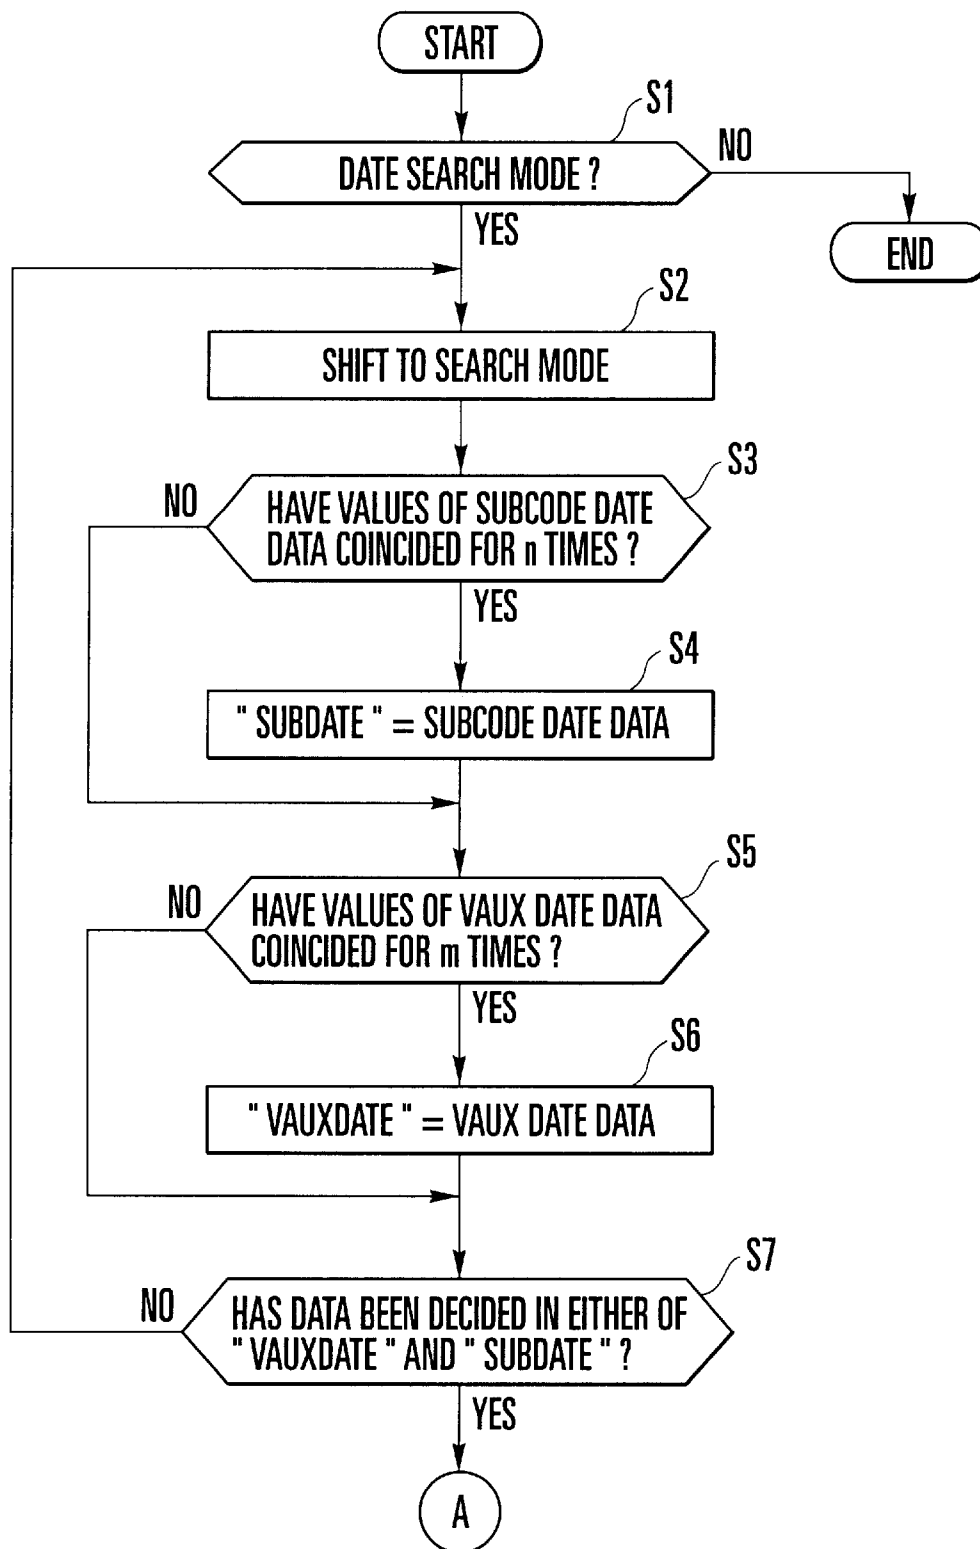 START
S1
DATE SEARCH MODE ?
NO
YES
END
S2
SHIFT TO SEARCH MODE
S3
NO
HAVE VALUES OF SUBCODE DATE
DATA COINCIDED FOR n TIMES ?
YES
S4
" SUBDATE " = SUBCODE DATE DATA
S5
NO
HAVE VALUES OF VAUX DATE DATA
COINCIDED FOR m TIMES ?
YES
S6
" VAUXDATE " = VAUX DATE DATA
S7
NO
HAS DATA BEEN DECIDED IN EITHER OF
" VAUXDATE " AND " SUBDATE " ?
YES
A